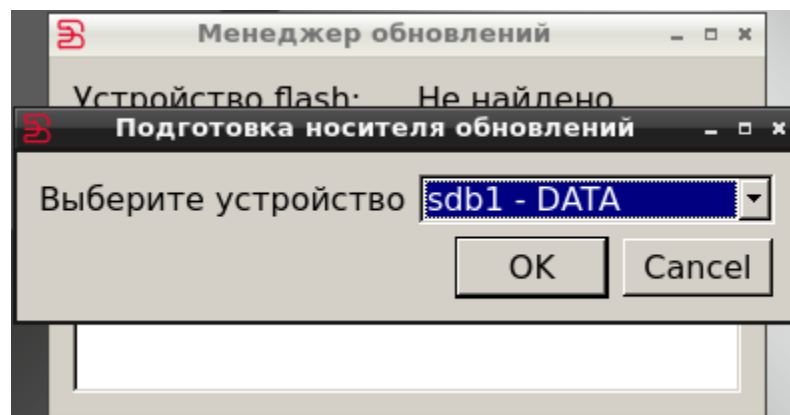 Менеджер обновлений
Устройство flash: Не найдено
Подготовка носителя обновлений
Выберите устройство sdb1 - DATA
OK Cancel